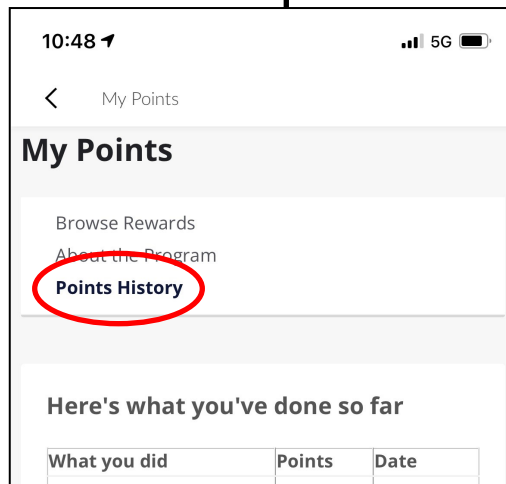 10:48 5G
My Points
My Points
Browse Rewards
About the Program
Points History
Here's what you've done so far
What you did Points Date